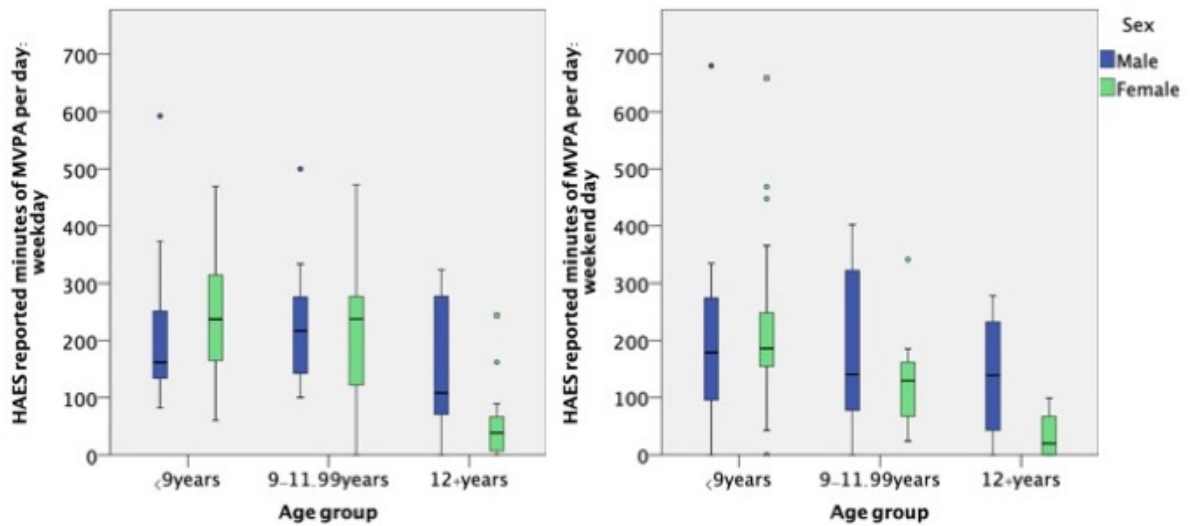 HAES reported minutes of MVPA per day:
weekday
700
600
500
400
300
200
100
0
<9years
9-11.99years
12+years
Age group
HAES reported minutes of MVPA per day:
weekend day
700
600
500
400
300
200
100
0
<9years
9-11.99years
12+years
Age group
Sex
Male
Female